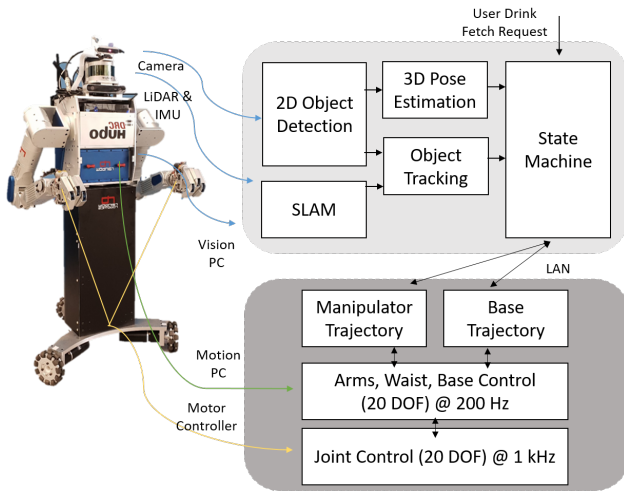 User Drink
Fetch Request
Camera
LiDAR &
IMU
2D Object
Detection
3D Pose
Estimation
Object
Tracking
State
Machine
SLAM
DRC
HUBO
Vision
PC
LAN
Manipulator
Trajectory
Base
Trajectory
Motion
PC
Arms, Waist, Base Control
(20 DOF) @ 200 Hz
Motor
Controller
Joint Control (20 DOF) @ 1 kHz